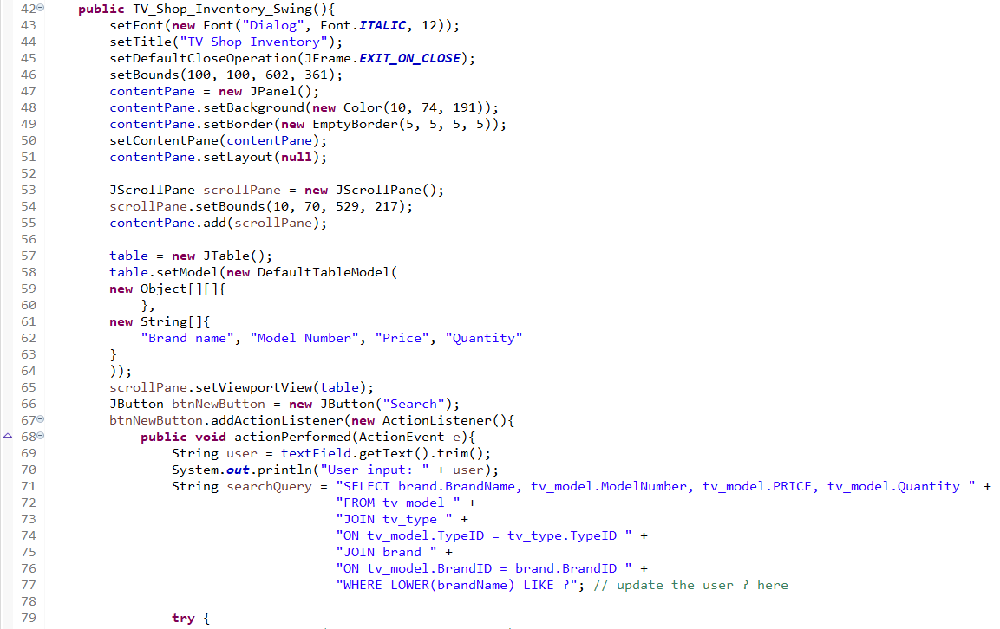 42 public TV_Shop_Inventory_Swing(){
43 setFont(new Font("Dialog", Font.ITALIC, 12));
44 setTitle("TV Shop Inventory");
45 setDefaultCloseOperation(JFrame.EXIT_ON_CLOSE);
46 setBounds(100, 100, 602, 361);
47 contentPane = new JPanel();
48 contentPane.setBackground(new Color(10, 74, 191));
49 contentPane.setBorder(new EmptyBorder(5, 5, 5, 5));
50 setContentPane(contentPane);
51 contentPane.setLayout(null);
52
53 JScrollPane scrollPane = new JScrollPane();
54 scrollPane.setBounds(10, 70, 529, 217);
55 contentPane.add(scrollPane);
56
57 table = new JTable();
58 table.setModel(new DefaultTableModel(
59 new Object[][]{
60 },
61 new String[]{
62 "Brand name", "Model Number", "Price", "Quantity"
63 }
64 ));
65 scrollPane.setViewportView(table);
66 JButton btnNewButton = new JButton("Search");
67 btnNewButton.addActionListener(new ActionListener(){
68 public void actionPerformed(ActionEvent e){
69 String user = textField.getText().trim();
70 System.out.println("User input: " + user);
71 String searchQuery = "SELECT brand.BrandName, tv_model.ModelNumber, tv_model.PRICE, tv_model.Quantity " +
72 "FROM tv_model " +
73 "JOIN tv_type " +
74 "ON tv_model.TypeID = tv_type.TypeID " +
75 "JOIN brand " +
76 "ON tv_model.BrandID = brand.BrandID " +
77 "WHERE LOWER(brandName) LIKE ?"; // update the user ? here
78
79 try {